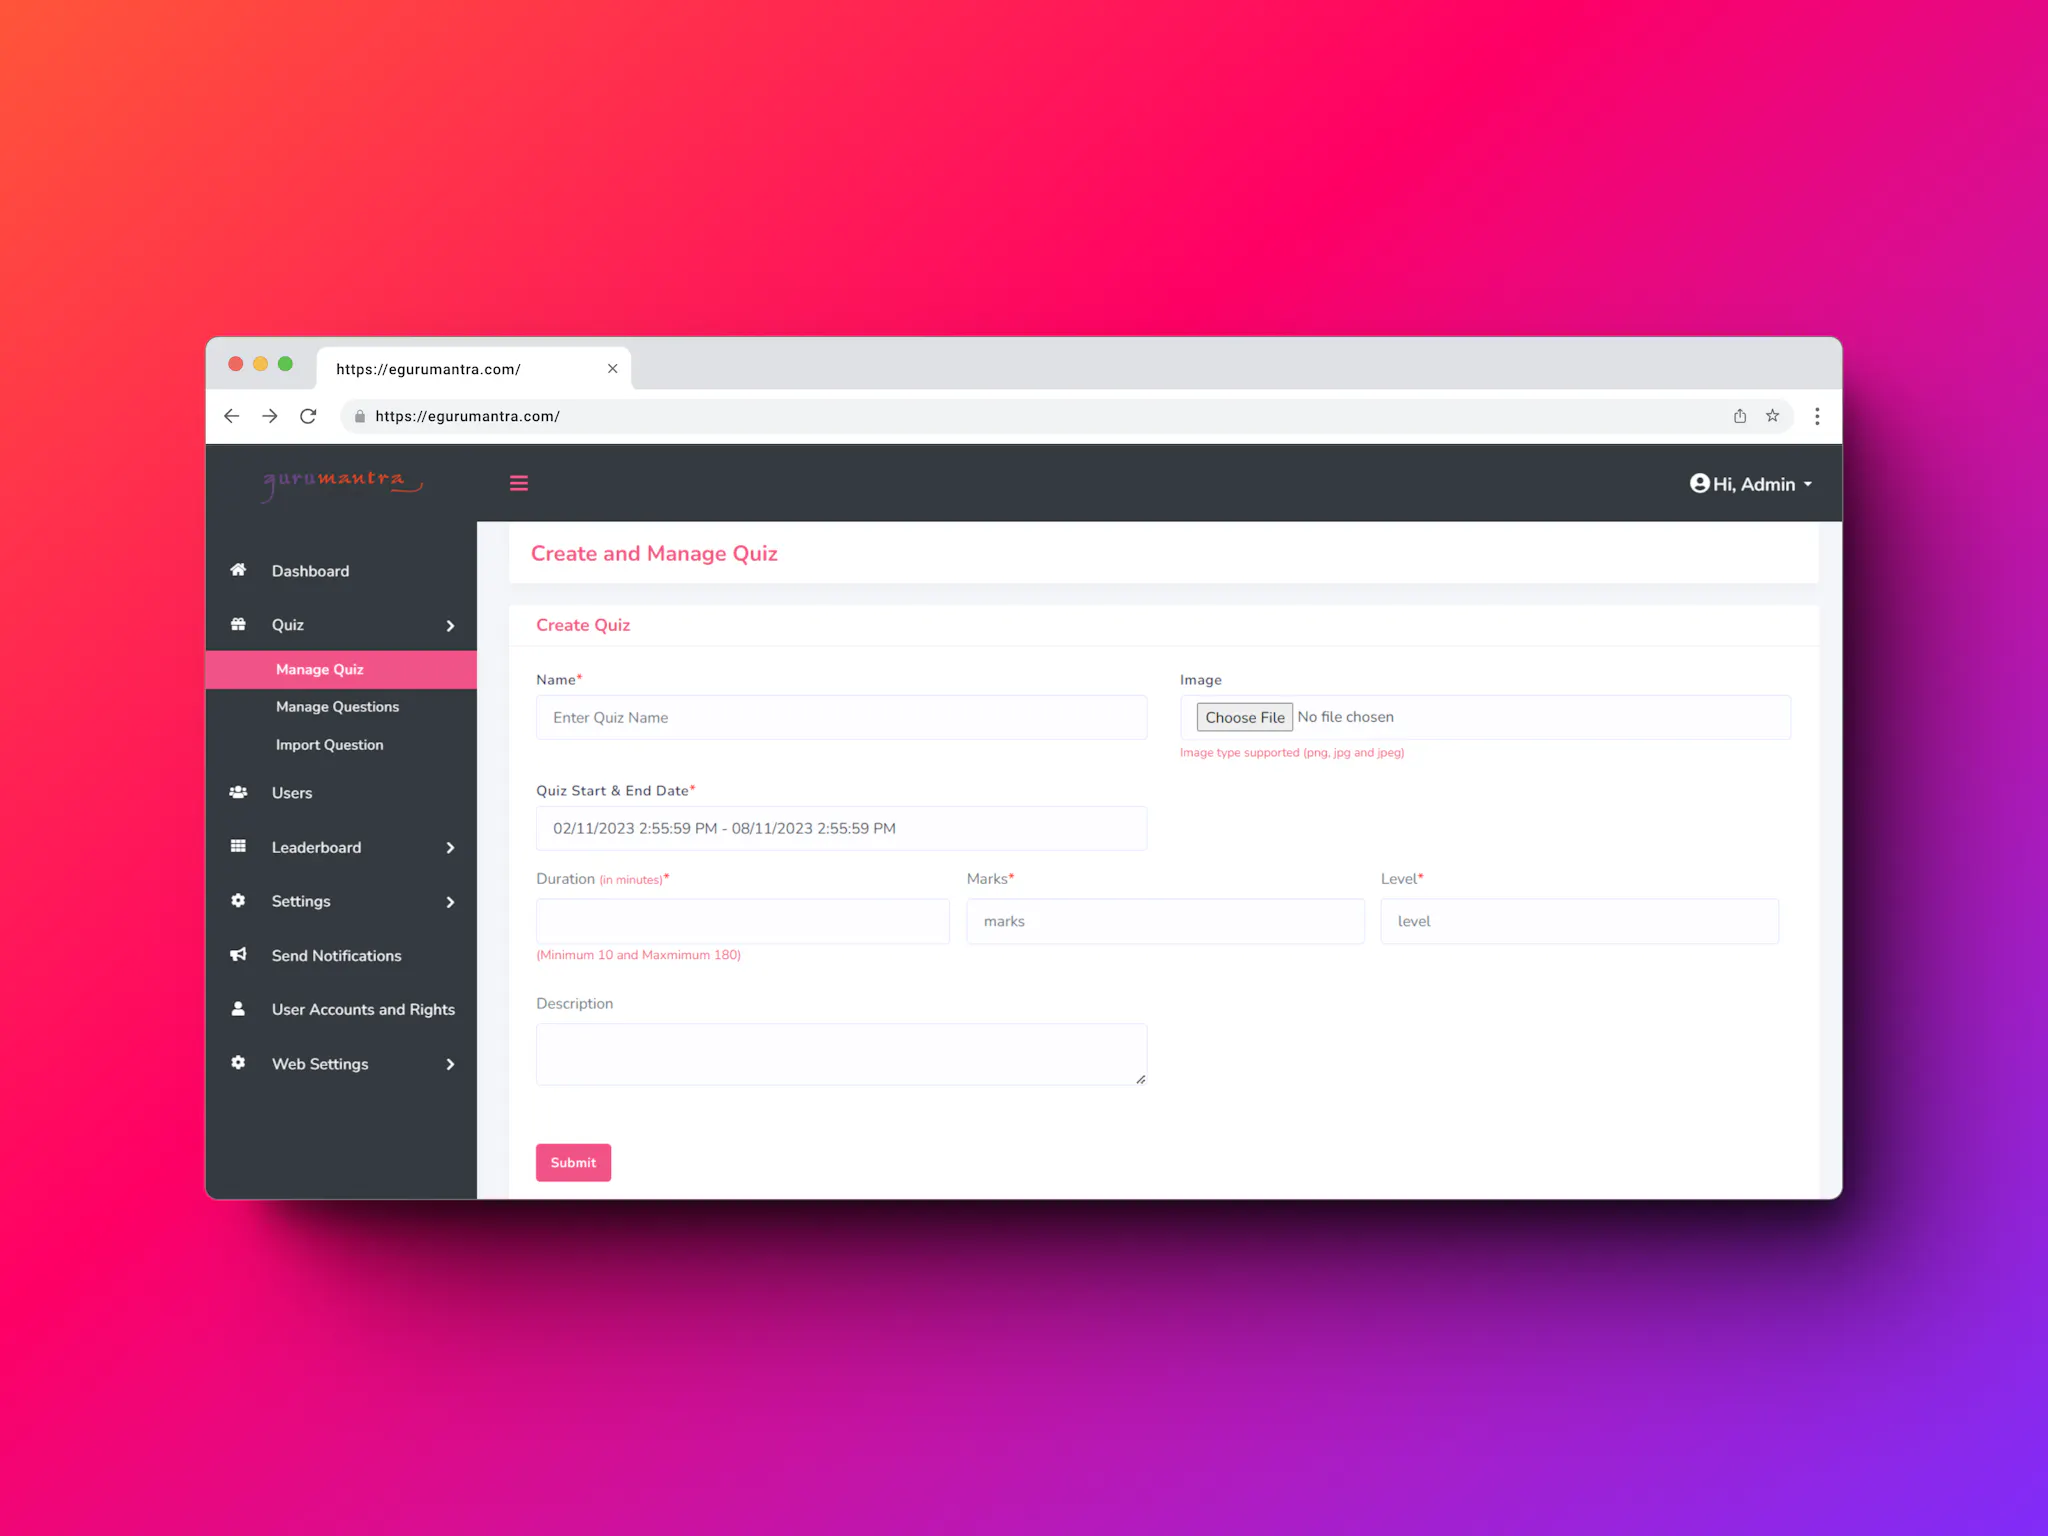 https://egurumantra.com/
https://egurumantra.com/
gurumantra
Hi, Admin
Dashboard
Quiz
Manage Quiz
Manage Questions
Import Question
Users
Leaderboard
Settings
Send Notifications
User Accounts and Rights
Web Settings
Create and Manage Quiz
Create Quiz
Name*
Enter Quiz Name
Image
Choose File No file chosen
Image type supported (png, jpg and jpeg)
Quiz Start & End Date*
02/11/2023 2:55:59 PM - 08/11/2023 2:55:59 PM
Duration (in minutes)*
(Minimum 10 and Maxmimum 180)
Marks*
marks
Level*
level
Description
Submit